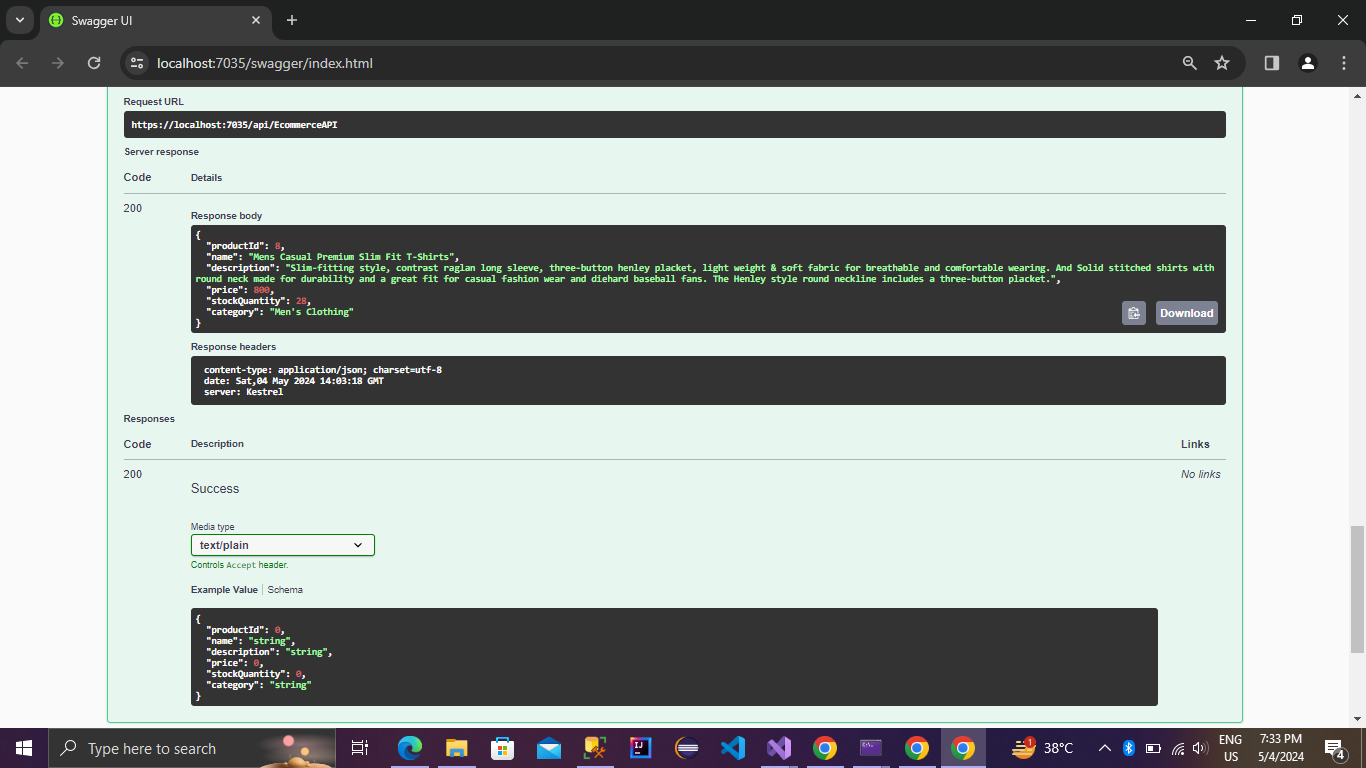 Swagger UI
localhost:7035/swagger/index.html
Request URL
https://localhost:7035/api/EcommerceAPI
Server response
Code Details
200
Response body
{
"productId": 8,
"name": "Mens Casual Premium Slim Fit T-Shirts",
"description": "Slim-fitting style, contrast raglan long sleeve, three-button henley placket, light weight & soft fabric for breathable and comfortable wearing. And Solid stitched shirts with
round neck made for durability and a great fit for casual fashion wear and diehard baseball fans. The Henley style round neckline includes a three-button placket.",
"price": 800,
"stockQuantity": 28,
"category": "Men's Clothing"
}
Download
Response headers
content-type: application/json; charset=utf-8
date: Sat,04 May 2024 14:03:18 GMT
server: Kestrel
Responses
Code Description Links
200 No links
Success
Media type
text/plain
Controls Accept header.
Example Value Schema
{
"productId": 0,
"name": "string",
"description": "string",
"price": 0,
"stockQuantity": 0,
"category": "string"
}
Type here to search
1
38°C
ENG
US
7:33 PM
5/4/2024
4